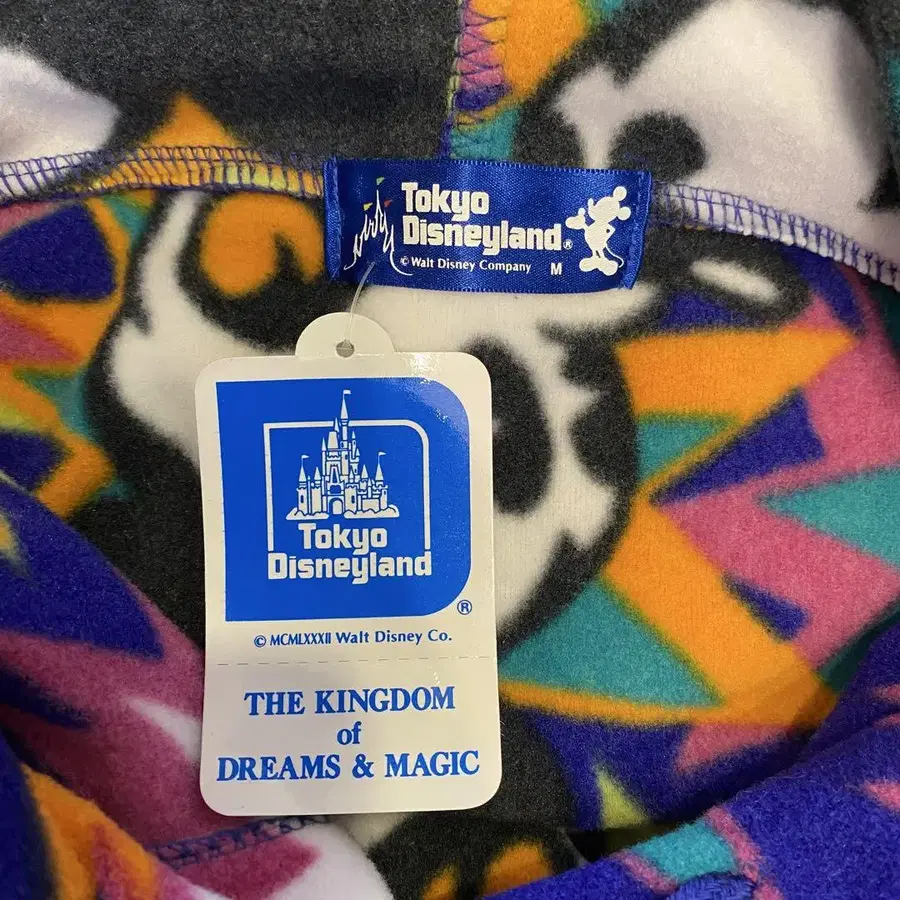 Tokyo
Disneyland®
© Walt Disney Company M
Tokyo
Disneyland
®
© MCMLXXXII Walt Disney Co.
THE KINGDOM
of
DREAMS & MAGIC